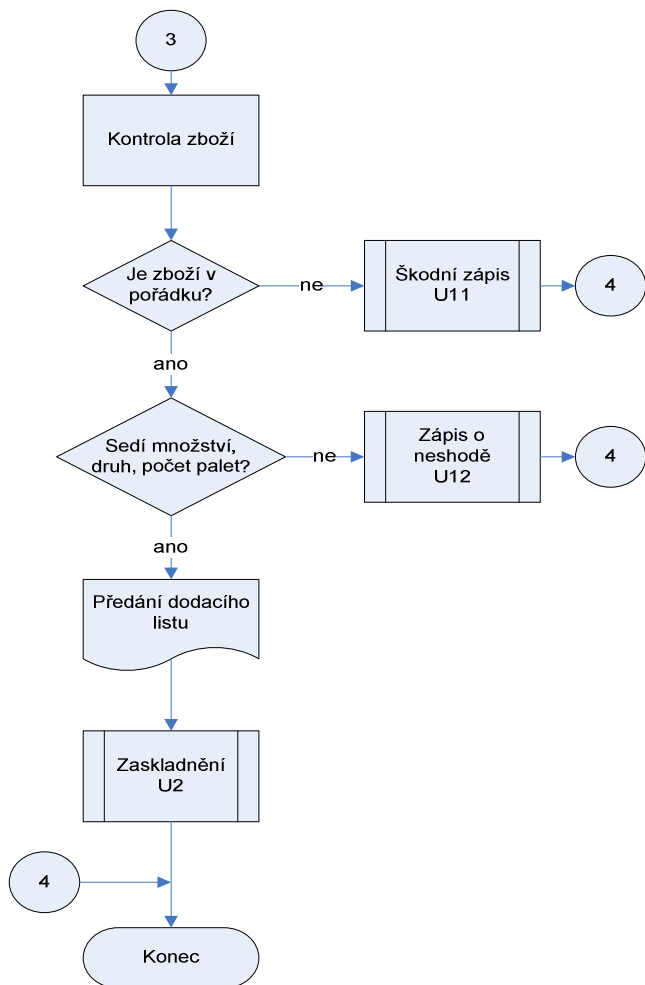 3
Kontrola zboží
Je zboží v
pořádku?
ne
Škodní zápis
U11
4
ano
Sedí množství,
druh, počet palet?
ne
Zápis o
neshodě
U12
4
ano
Předání dodacího
listu
Zaskladnění
U2
4
Konec